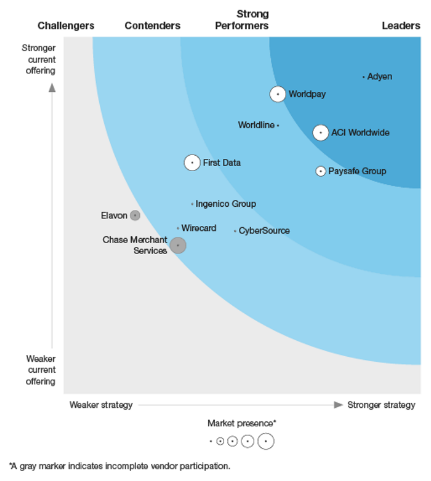 Challengers
Contenders
Strong
Performers
Leaders
Stronger
current
offering
Adyen
Worldpay
Worldline
ACI Worldwide
First Data
Paysafe Group
Ingenico Group
Elavon
Wirecard
CyberSource
Chase Merchant
Services
Weaker
current
offering
Weaker strategy
Stronger strategy
Market presence*
*A gray marker indicates incomplete vendor participation.